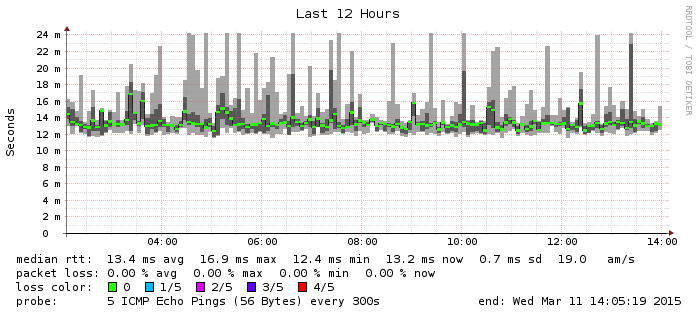 Last 12 Hours
RRDTOOL / TOBI OETIKER
Seconds
24 m
22 m
20 m
18 m
16 m
14 m
12 m
10 m
8 m
6 m
4 m
2 m
0
04:00 06:00 08:00 10:00 12:00 14:00
median rtt: 13.4 ms avg 16.9 ms max 12.4 ms min 13.2 ms now 0.7 ms sd 19.0 am/s
packet loss: 0.00 % avg 0.00 % max 0.00 % min 0.00 % now
loss color: 0 1/5 2/5 3/5 4/5
probe: 5 ICMP Echo Pings (56 Bytes) every 300s end: Wed Mar 11 14:05:19 2015